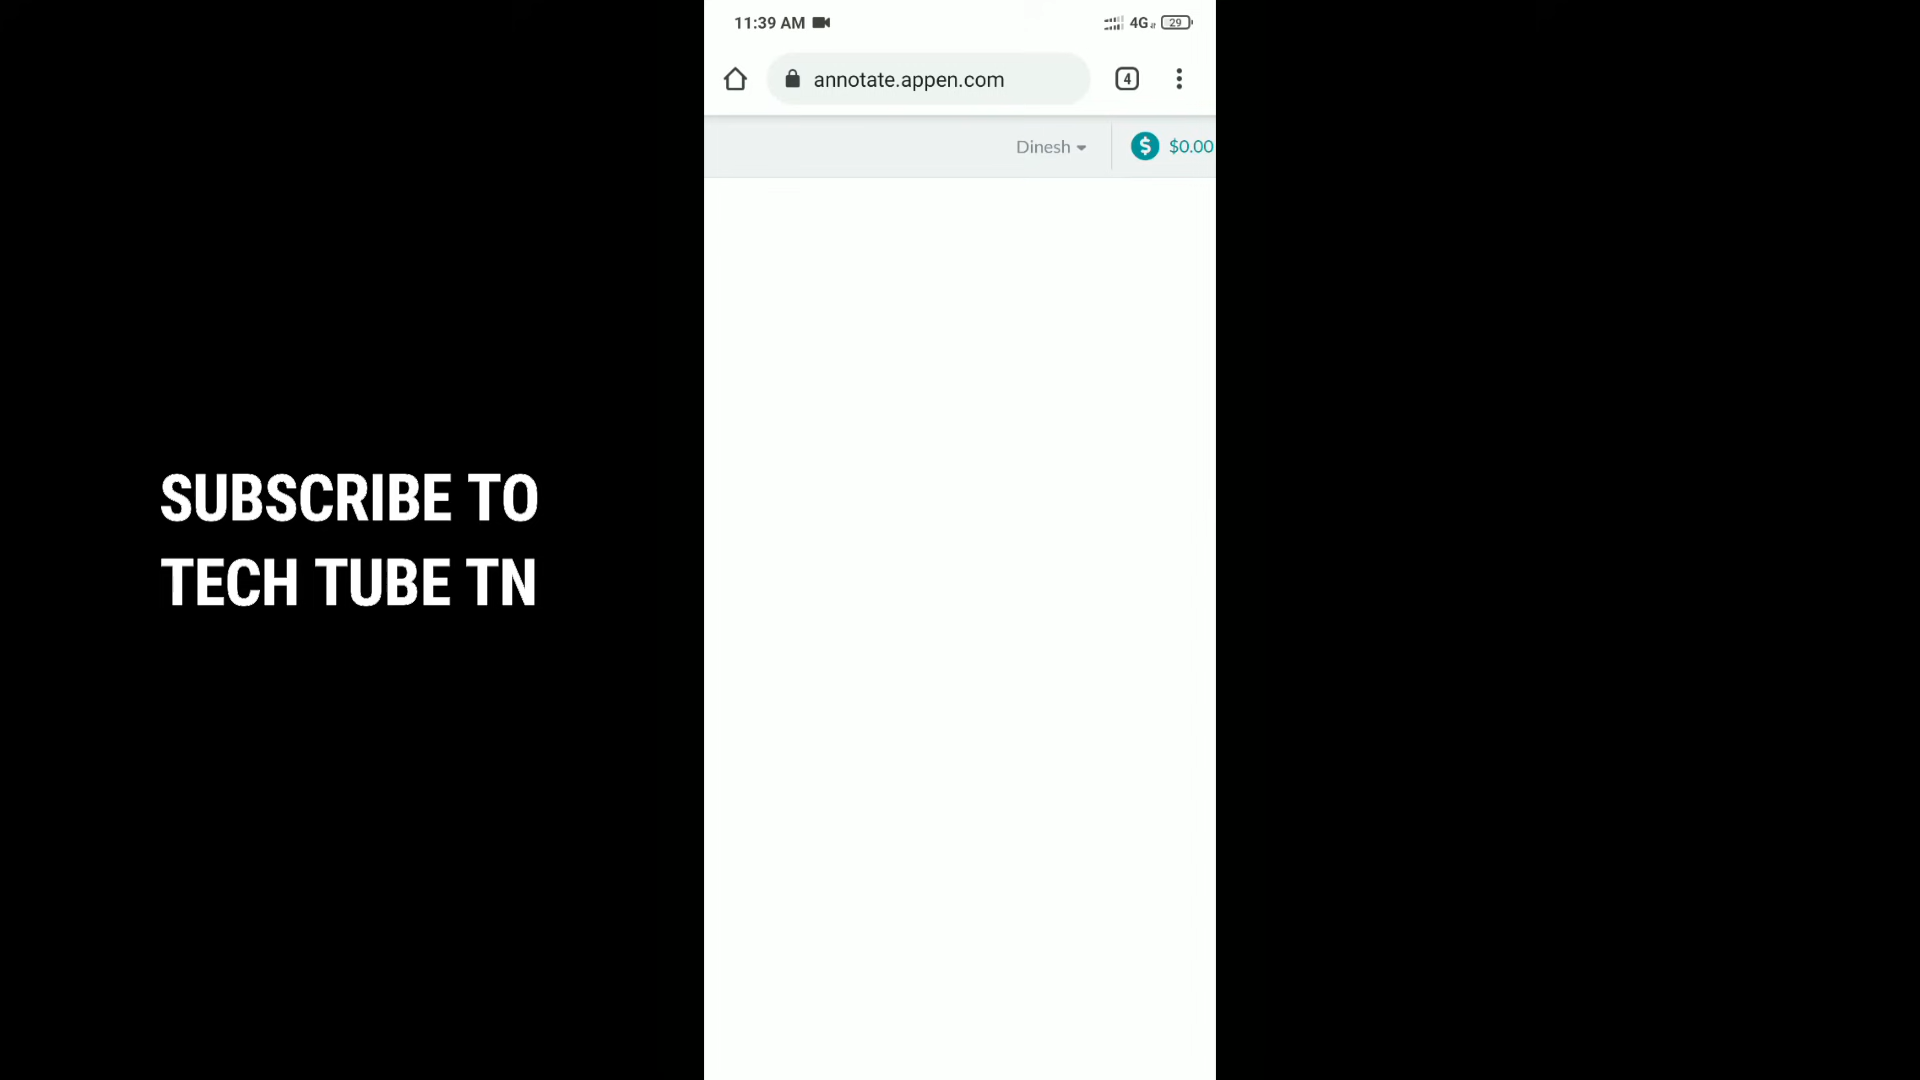 11:39 AM
4G
29
annotate.appen.com
4
Dinesh
$ $0.00
SUBSCRIBE TO
TECH TUBE TN